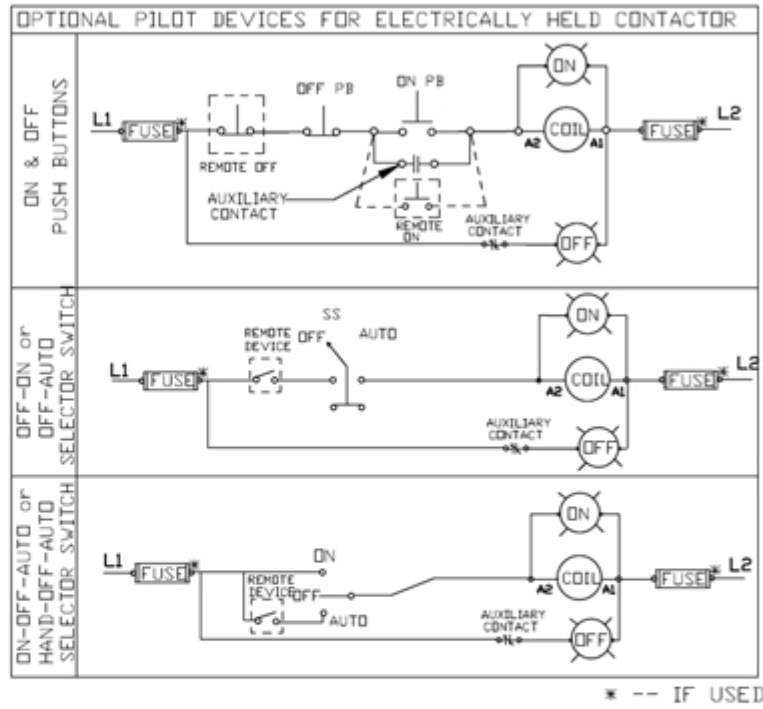 OPTIONAL PILOT DEVICES FOR ELECTRICALLY HELD CONTACTOR
ON & OFF
PUSH BUTTONS
L1
FUSE
*
REMOTE OFF
OFF PB
ON PB
AUXILIARY
CONTACT
REMOTE
ON
AUXILIARY
CONTACT
ON
A2
COIL
A1
FUSE
*
L2
OFF
OFF-ON or
OFF-AUTO
SELECTOR SWITCH
L1
FUSE
*
REMOTE
DEVICE
SS
OFF
AUTO
AUXILIARY
CONTACT
ON
A2
COIL
A1
FUSE
*
L2
OFF
ON-OFF-AUTO or
HAND-OFF-AUTO
SELECTOR SWITCH
L1
FUSE
*
REMOTE
DEVICE
ON
OFF
AUTO
AUXILIARY
CONTACT
ON
A2
COIL
A1
FUSE
*
L2
OFF
* -- IF USED